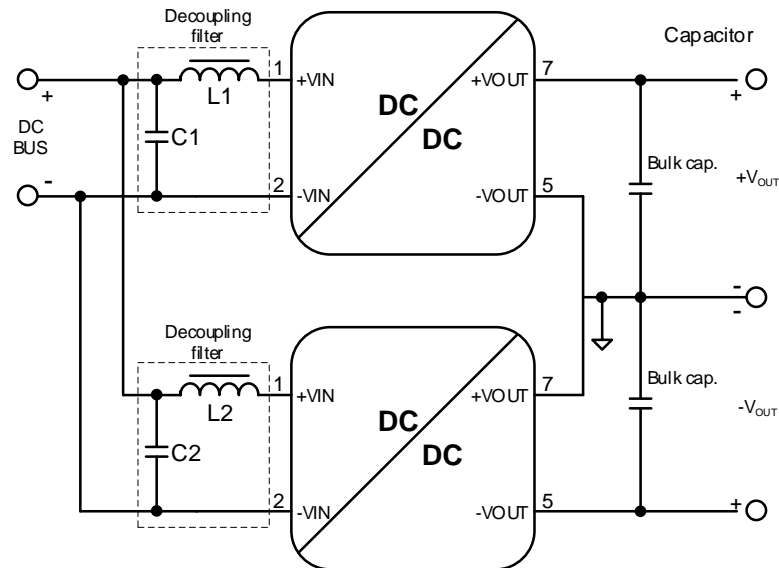 Decoupling
filter
Capacitor
1
+VIN
L1
DC
DC
+VOUT
7
+
+
DC
BUS
C1
Bulk cap.
+VOUT
-
2
-VIN
-VOUT
5
-
-
Decoupling
filter
1
+VIN
L2
DC
DC
+VOUT
7
Bulk cap.
-VOUT
C2
2
-VIN
-VOUT
5
+